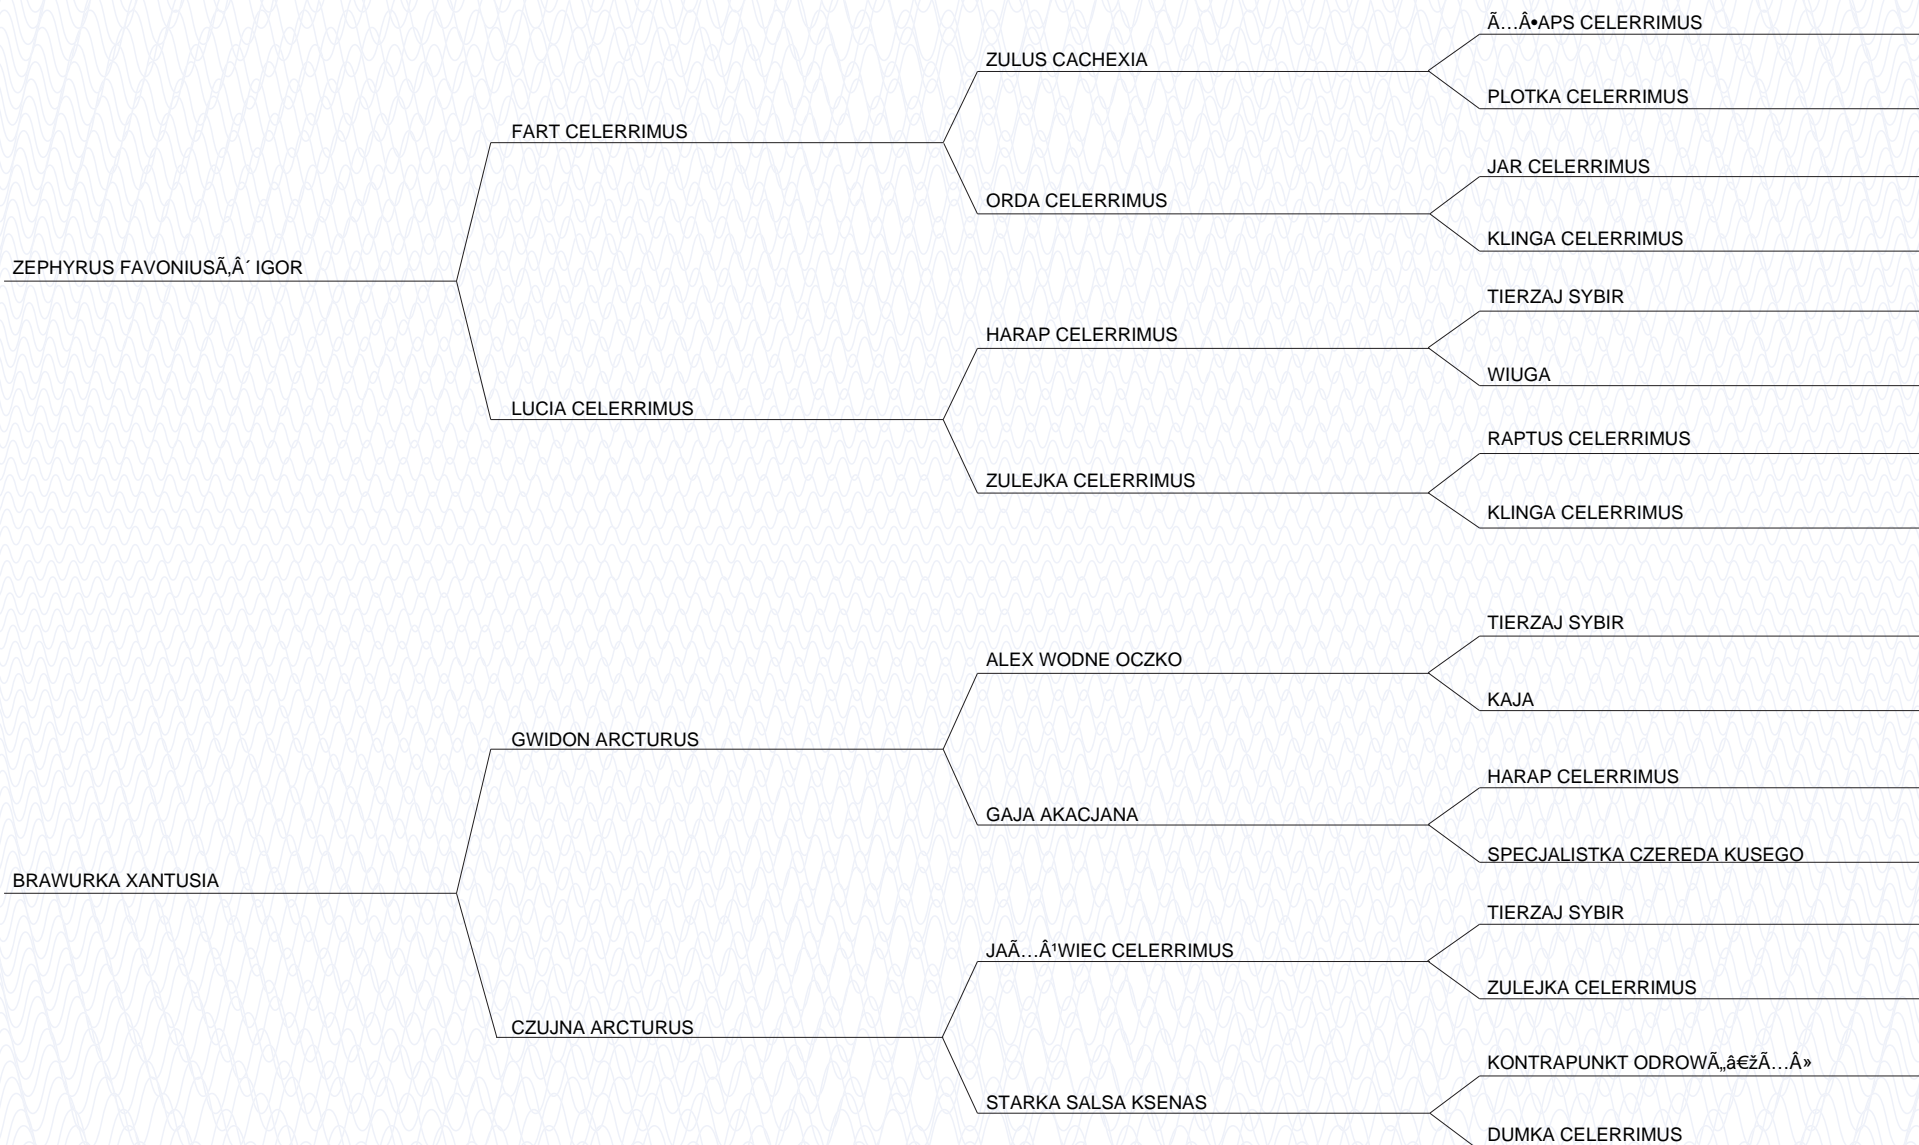 Ã…Â•APS CELERRIMUS
ZULUS CACHEXIA
PLOTKA CELERRIMUS
FART CELERRIMUS
JAR CELERRIMUS
ORDA CELERRIMUS
KLINGA CELERRIMUS
ZEPHYRUS FAVONIUSÃ‚Â´ IGOR
TIERZAJ SYBIR
HARAP CELERRIMUS
WIUGA
LUCIA CELERRIMUS
RAPTUS CELERRIMUS
ZULEJKA CELERRIMUS
KLINGA CELERRIMUS
TIERZAJ SYBIR
ALEX WODNE OCZKO
KAJA
GWIDON ARCTURUS
HARAP CELERRIMUS
GAJA AKACJANA
SPECJALISTKA CZEREDA KUSEGO
BRAWURKA XANTUSIA
TIERZAJ SYBIR
JAÃ…Â¹WIEC CELERRIMUS
ZULEJKA CELERRIMUS
CZUJNA ARCTURUS
KONTRAPUNKT ODROWÃ„â€žÃ…Â»
STARKA SALSA KSENAS
DUMKA CELERRIMUS